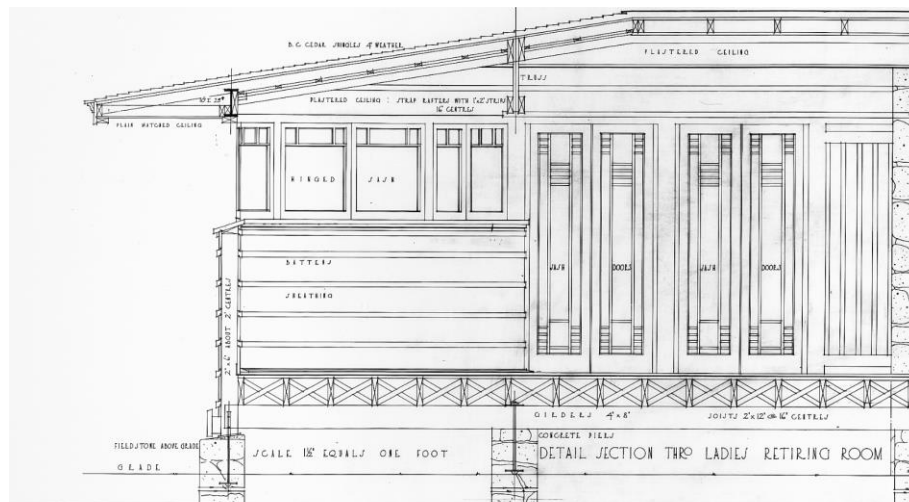 B.C. CEDAR SHINGLES 4" WEATHER
PLASTERED CEILING
TRUSS
PLASTERED CEILING : STRAP RAFTERS WITH 1"x2" STRIPS
16" CENTRES
PLAIN MATCHED CEILING
HINGED SASH
BATTENS
SHEATHING
2" x 6" ABOUT 2' CENTRES
SASH DOORS
SASH DOORS
GIRDERS 4" x 8"
JOISTS 2"x12" @ 16" CENTRES
FIELDSTONE ABOVE GRADE
GRADE
SCALE 1½" EQUALS ONE FOOT
CONCRETE PIERS
DETAIL SECTION THRO LADIES RETIRING ROOM